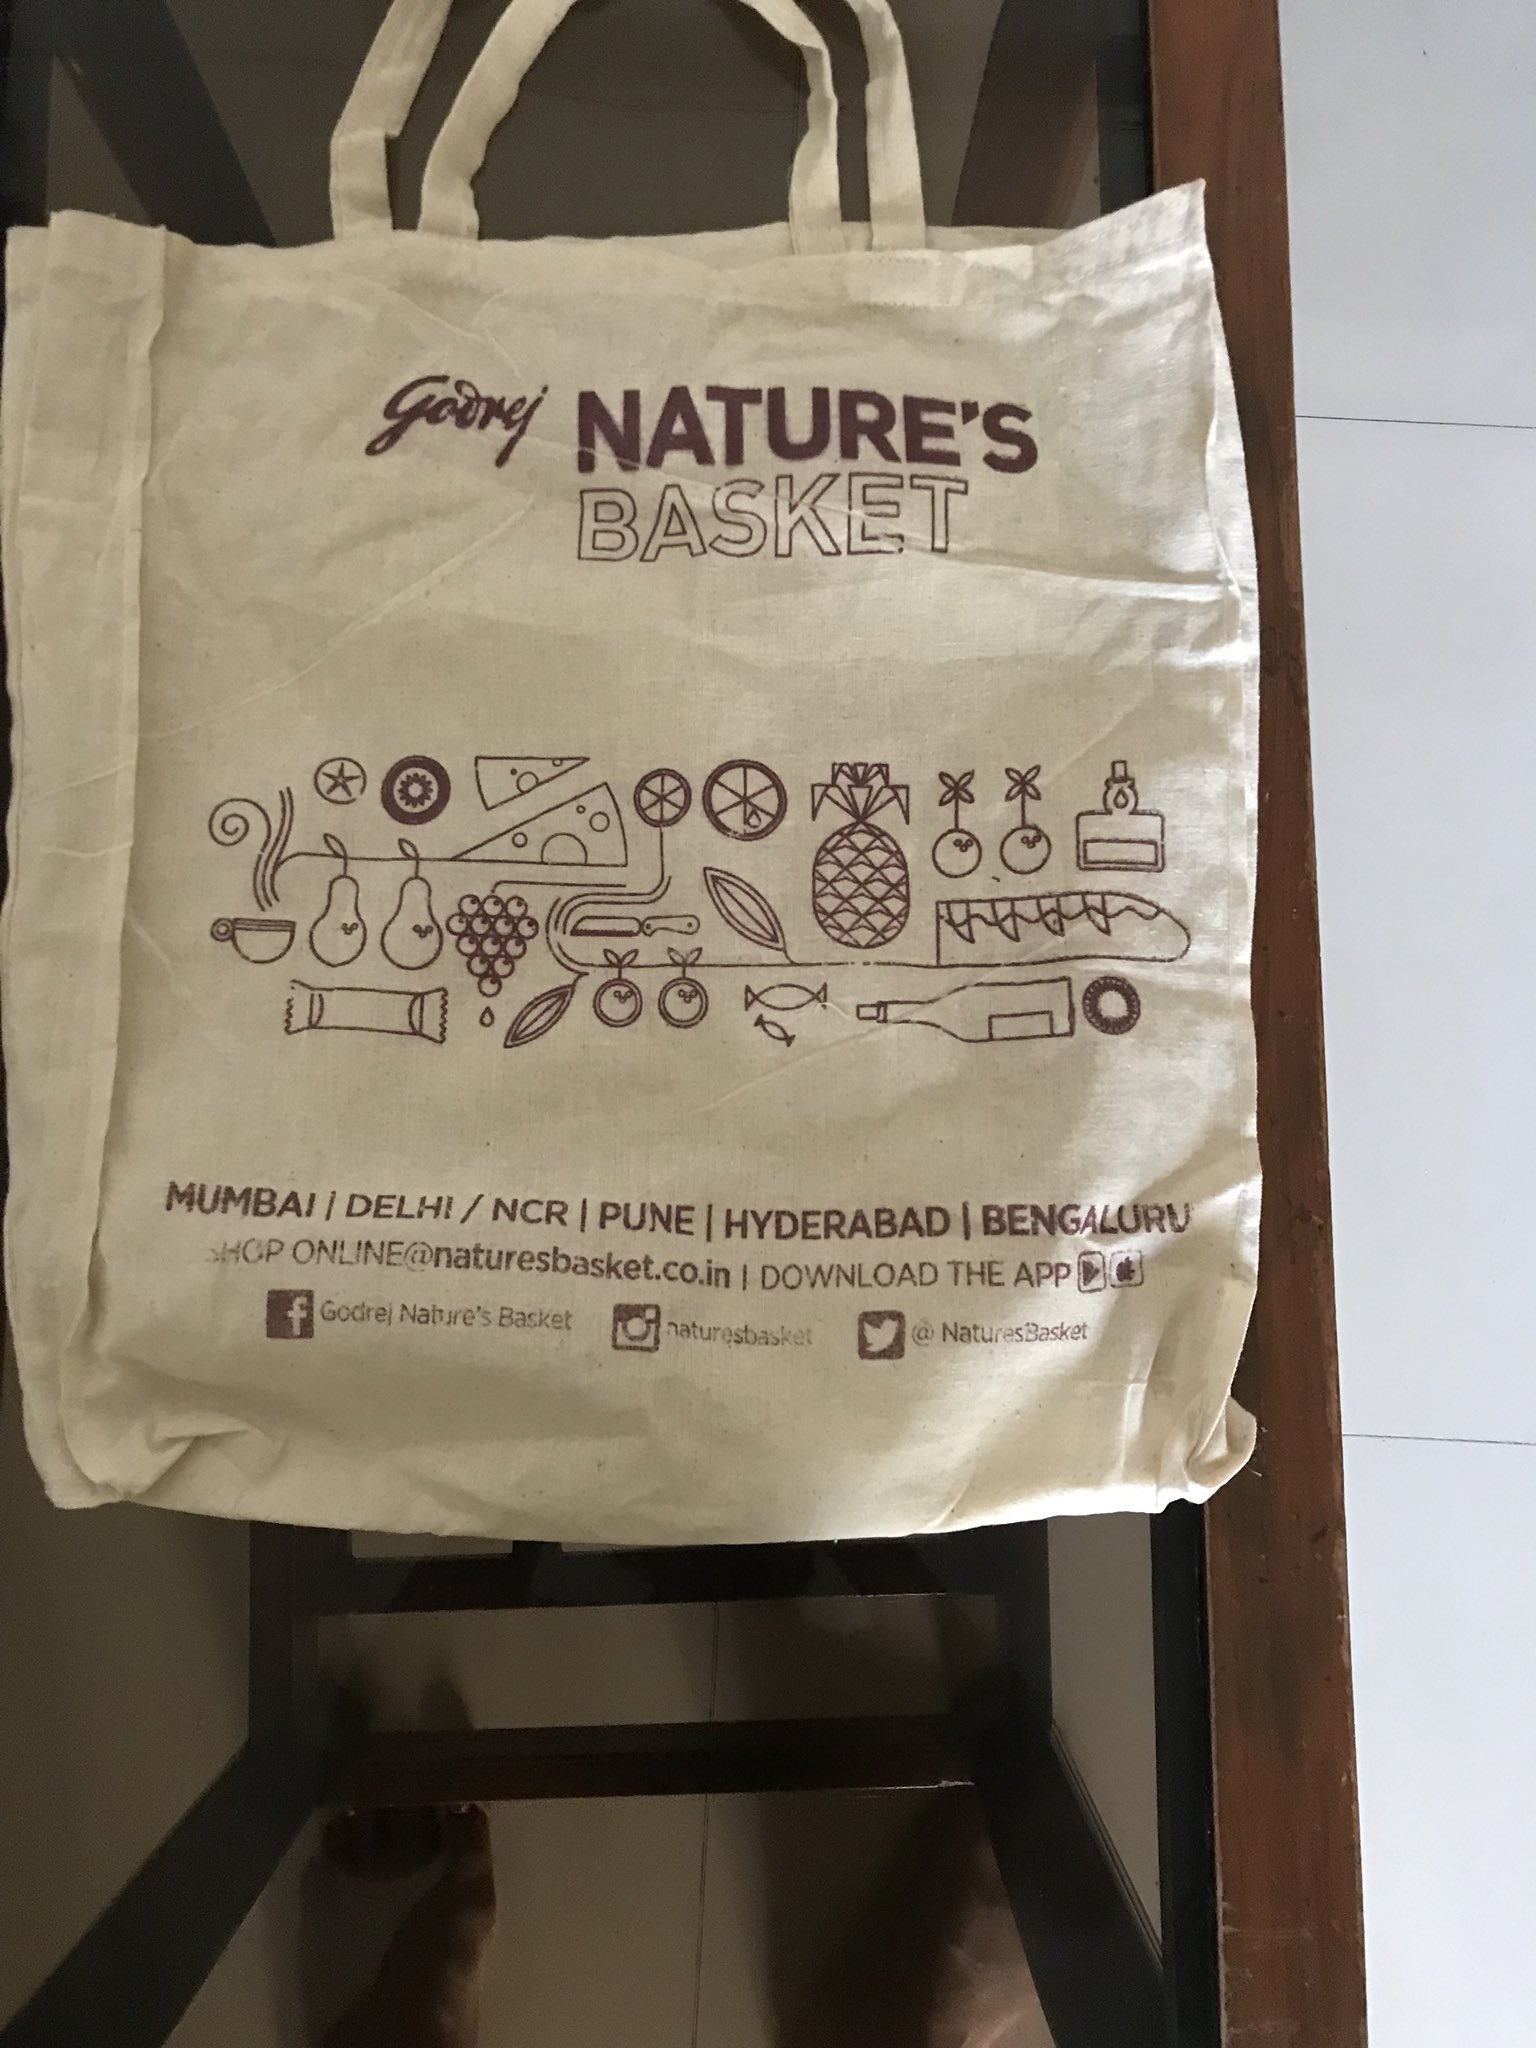 Godrej NATURE'S
BASKET
MUMBAI | DELHI / NCR | PUNE | HYDERABAD | BENGALURU
SHOP ONLINE@naturesbasket.co.in | DOWNLOAD THE APP
Godrej Nature's Basket naturesbasket @ NaturesBasket